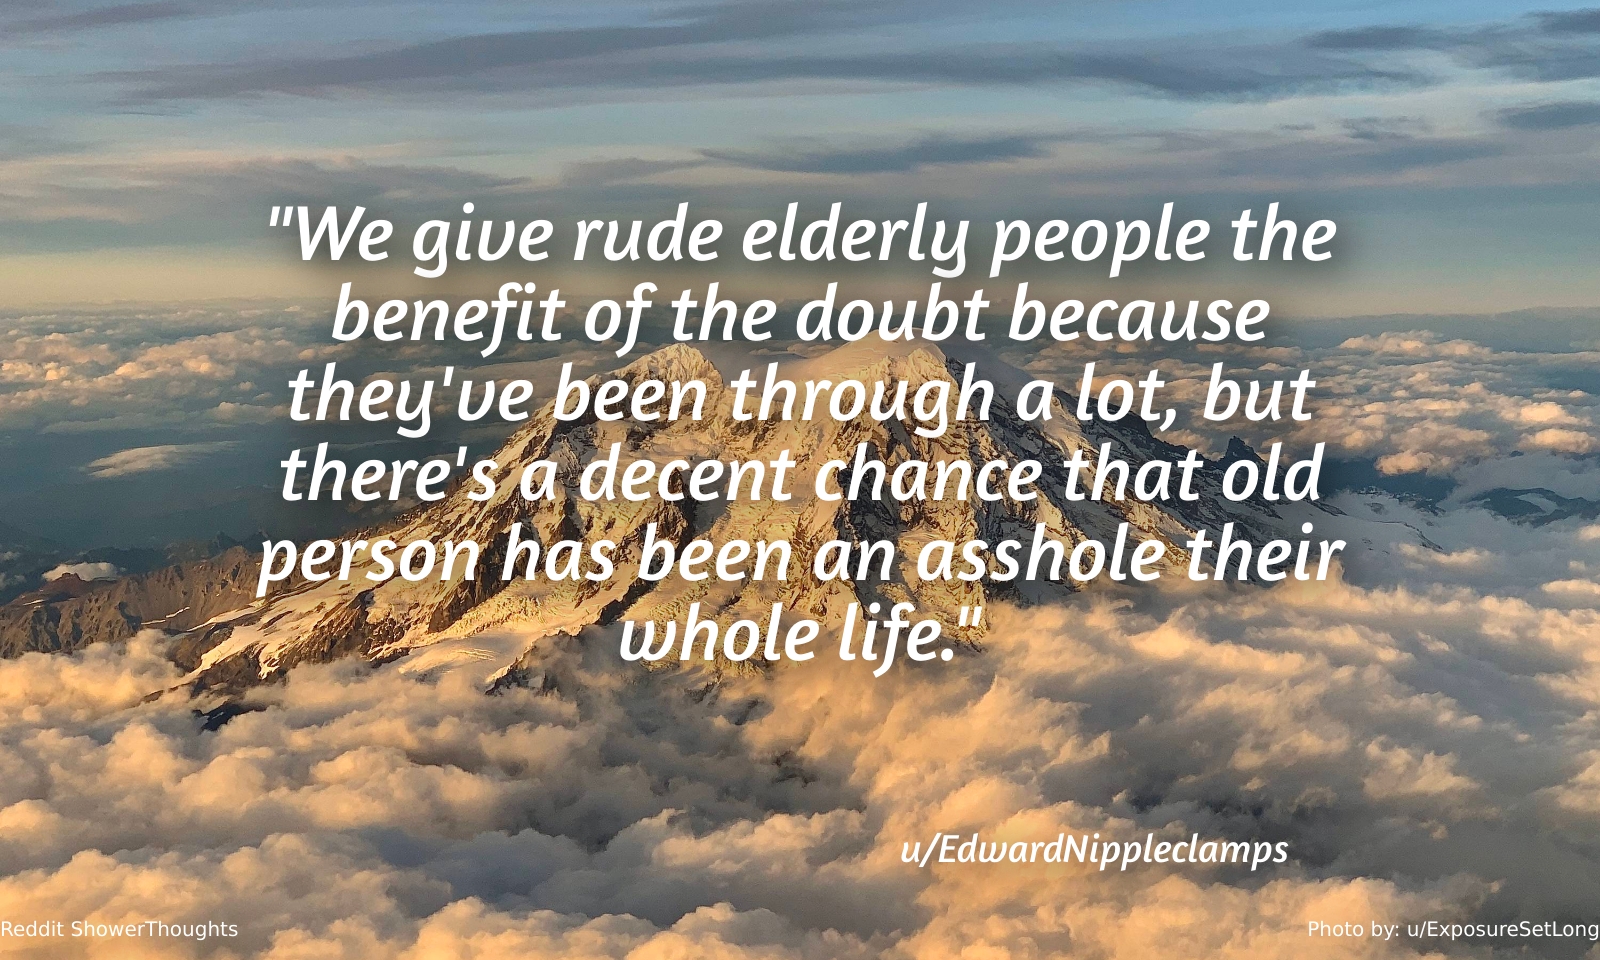 "We give rude elderly people the
benefit of the doubt because
they've been through a lot, but
there's a decent chance that old
person has been an asshole their
whole life."
u/EdwardNippleclamps
Reddit ShowerThoughts
Photo by: u/ExposureSetLong